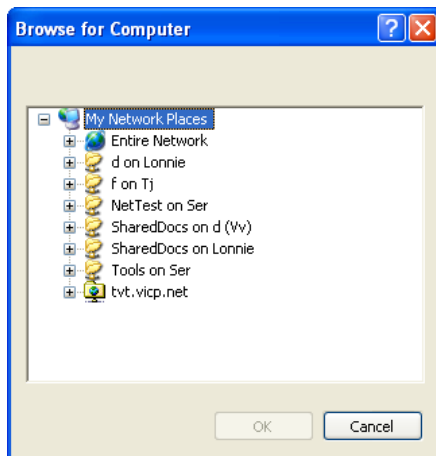 Browse for Computer
My Network Places
Entire Network
d on Lonnie
f on Tj
NetTest on Ser
SharedDocs on d (Vv)
SharedDocs on Lonnie
Tools on Ser
tvt.vicp.net
OK Cancel